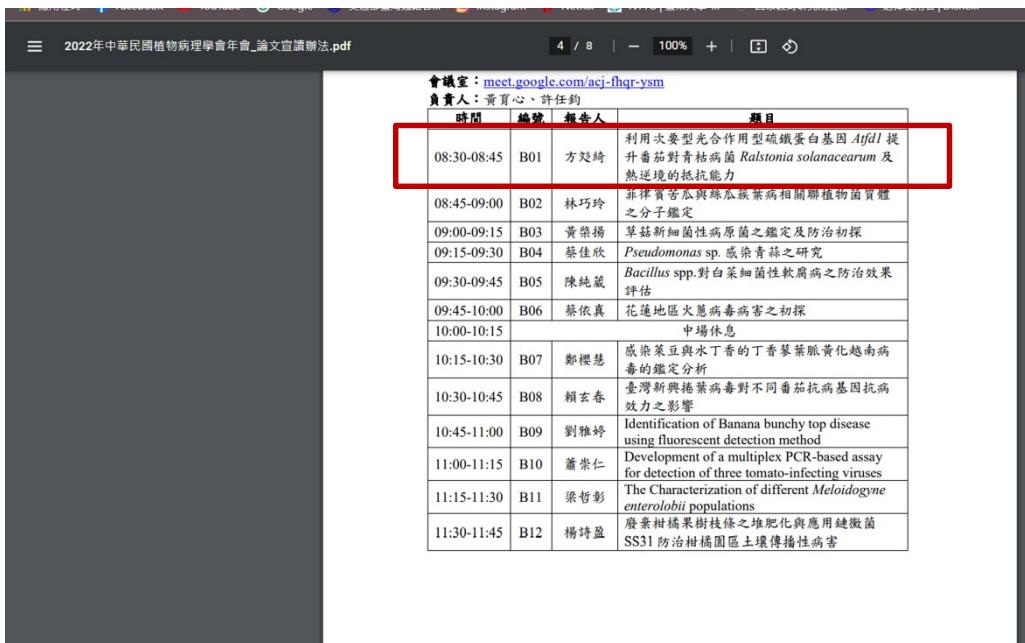 Facebook YouTube Google
2022年中華民國植物病理學會年會_論文宣讀辦法.pdf 4 / 8 | − 100% + |
會議室：meet.google.com/acj-fhqr-ysm
負責人：黃育心、許任鈞
時間 編號 報告人 題目
利用次要型光合作用型硫鐵蛋白基因 Atfd1 提
08:30-08:45 B01 方彣綺 升番茄對青枯病菌 Ralstonia solanacearum 及
熱逆境的抵抗能力
08:45-09:00 B02 林巧玲 菲律賓苦瓜與絲瓜簇葉病相關聯植物菌質體
之分子鑑定
09:00-09:15 B03 黃榮揚 草菇新細菌性病原菌之鑑定及防治初探
09:15-09:30 B04 蔡佳欣 Pseudomonas sp. 感染青蒜之研究
09:30-09:45 B05 陳純葳 Bacillus spp.對白菜細菌性軟腐病之防治效果
評估
09:45-10:00 B06 蔡依真 花蓮地區火蔥病毒病害之初探
10:00-10:15 中場休息
10:15-10:30 B07 鄭櫻慧 感染菜豆與水丁香的丁香蓼葉脈黃化越南病
毒的鑑定分析
10:30-10:45 B08 賴玄春 臺灣新興捲葉病毒對不同番茄抗病基因抗病
效力之影響
10:45-11:00 B09 劉雅婷 Identification of Banana bunchy top disease
using fluorescent detection method
11:00-11:15 B10 蕭崇仁 Development of a multiplex PCR-based assay
for detection of three tomato-infecting viruses
11:15-11:30 B11 梁哲彰 The Characterization of different Meloidogyne
enterolobii populations
11:30-11:45 B12 楊詩盈 廢棄柑橘果樹枝條之堆肥化與應用鏈黴菌
SS31 防治柑橘園區土壤傳播性病害